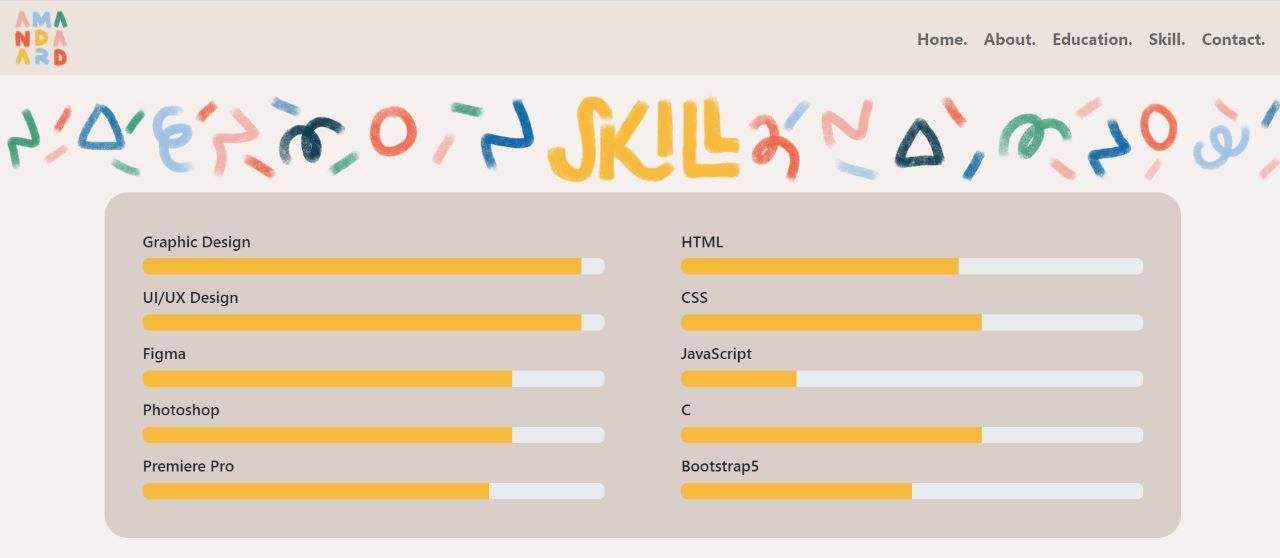 AMA
NDA
ARD
Home. About. Education. Skill. Contact.
SKILL
Graphic Design
UI/UX Design
Figma
Photoshop
Premiere Pro
HTML
CSS
JavaScript
C
Bootstrap5